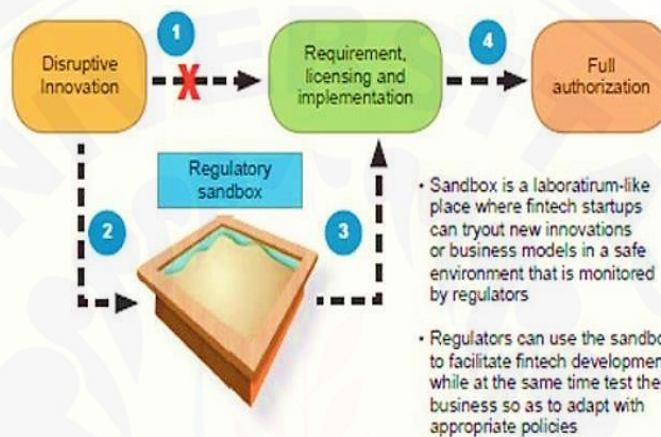 1
4
Disruptive
Innovation
Requirement,
licensing and
implementation
Full
authorization
Regulatory
sandbox
2
3
• Sandbox is a laboratirum-like
place where fintech startups
can tryout new innovations
or business models in a safe
environment that is monitored
by regulators
• Regulators can use the sandbo
to facilitate fintech developmen
while at the same time test the
business so as to adapt with
appropriate policies